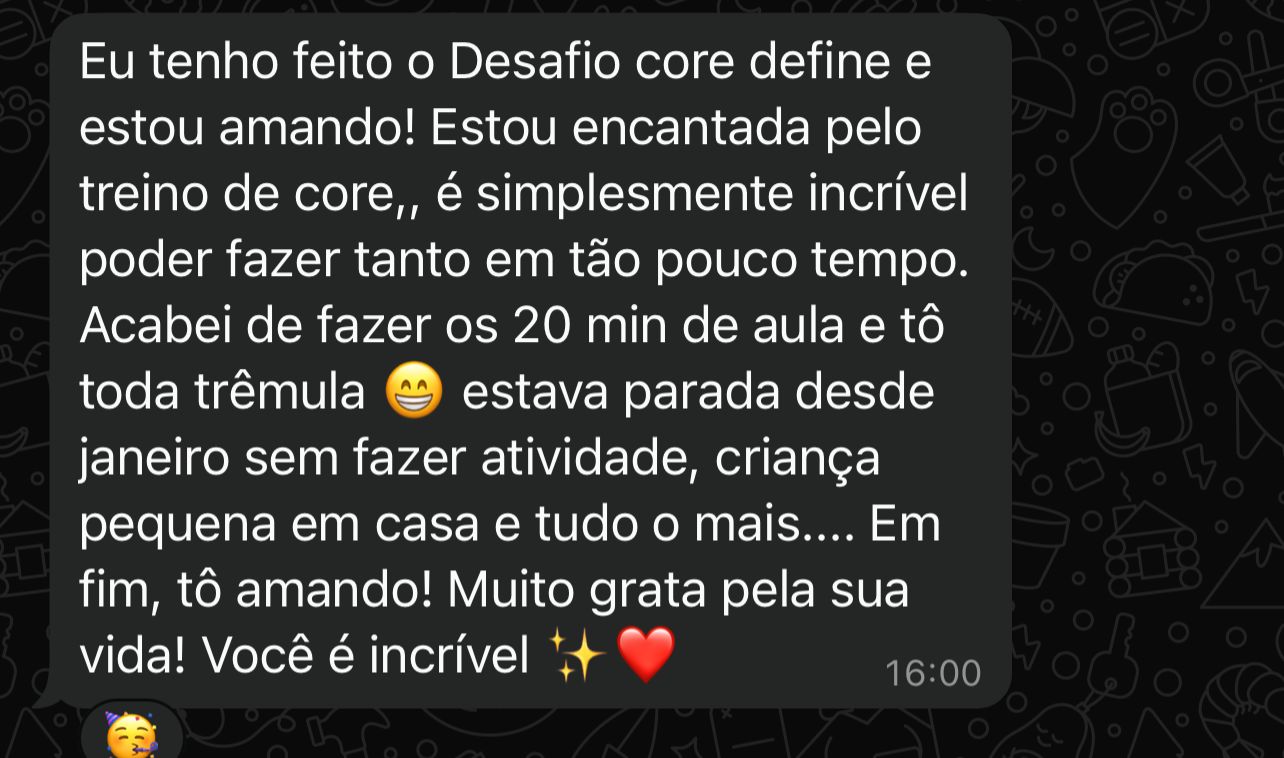 Eu tenho feito o Desafio core define e
estou amando! Estou encantada pelo
treino de core,, é simplesmente incrível
poder fazer tanto em tão pouco tempo.
Acabei de fazer os 20 min de aula e tô
toda trêmula 😁 estava parada desde
janeiro sem fazer atividade, criança
pequena em casa e tudo o mais.... Em
fim, tô amando! Muito grata pela sua
vida! Você é incrível ✨❤️
16:00